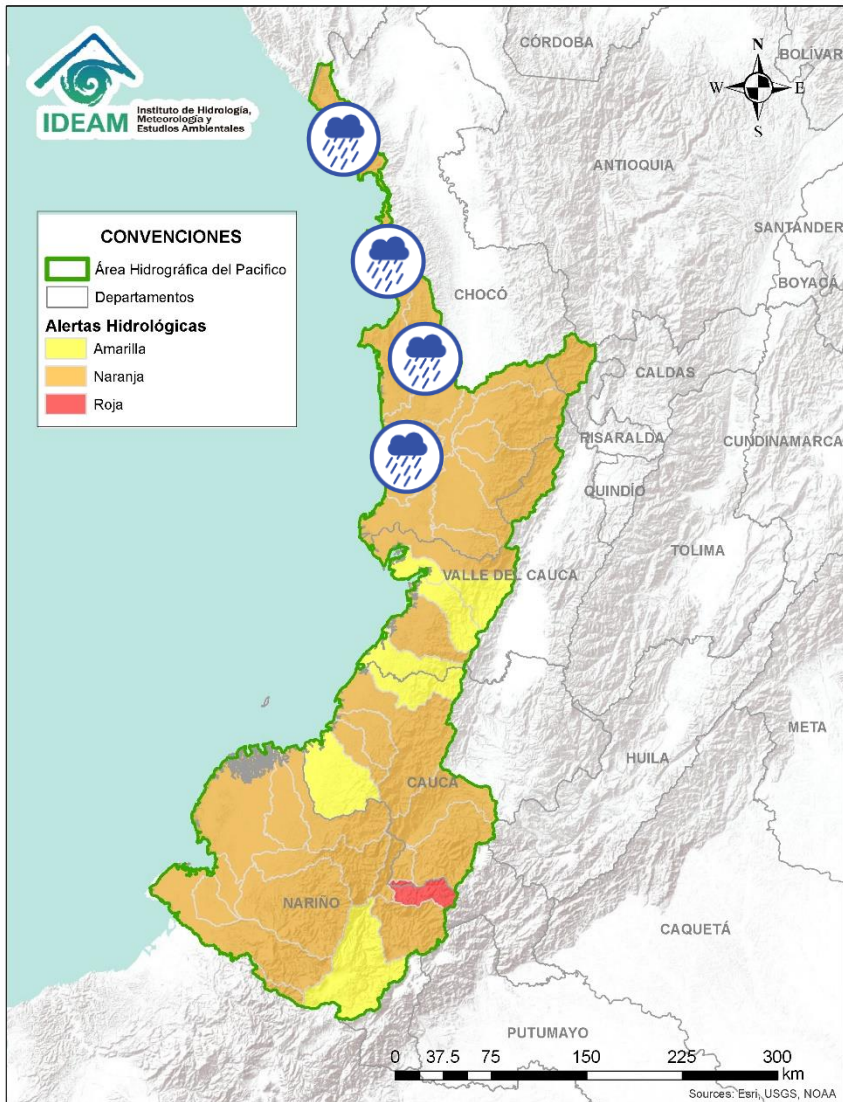 IDEAM
Instituto de Hidrología,
Meteorología y
Estudios Ambientales
CÓRDOBA
BOLÍVAR
N
W
E
S
ANTIOQUIA
SANTANDER
BOYACÁ
CONVENCIONES
Área Hidrográfica del Pacifico
Departamentos
Alertas Hidrológicas
Amarilla
Naranja
Roja
CHOCÓ
CALDAS
RISARALDA
CUNDINAMARCA
QUINDÍO
TOLIMA
VALLE DEL CAUCA
META
HUILA
CAUCA
NARIÑO
CAQUETÁ
PUTUMAYO
0 37.5 75 150 225 300
km
Sources: Esri, USGS, NOAA